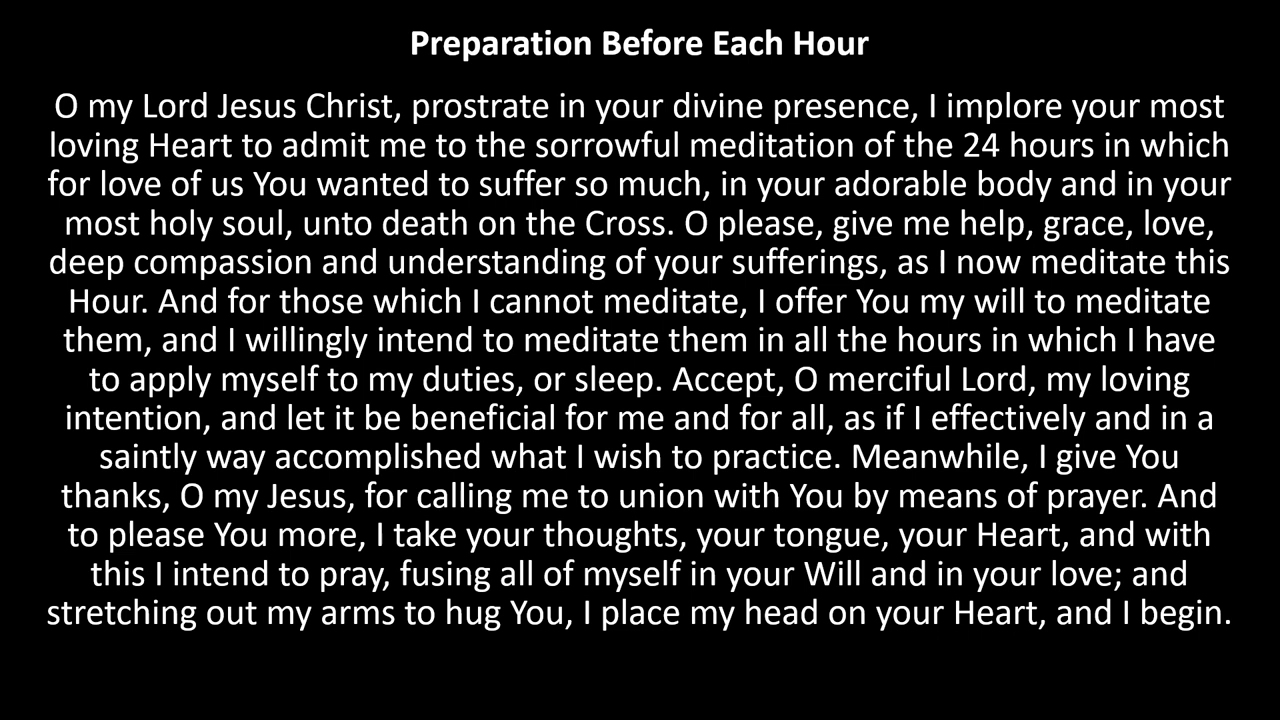 Preparation Before Each Hour
O my Lord Jesus Christ, prostrate in your divine presence, I implore your most
loving Heart to admit me to the sorrowful meditation of the 24 hours in which
for love of us You wanted to suffer so much, in your adorable body and in your
most holy soul, unto death on the Cross. O please, give me help, grace, love,
deep compassion and understanding of your sufferings, as I now meditate this
Hour. And for those which I cannot meditate, I offer You my will to meditate
them, and I willingly intend to meditate them in all the hours in which I have
to apply myself to my duties, or sleep. Accept, O merciful Lord, my loving
intention, and let it be beneficial for me and for all, as if I effectively and in a
saintly way accomplished what I wish to practice. Meanwhile, I give You
thanks, O my Jesus, for calling me to union with You by means of prayer. And
to please You more, I take your thoughts, your tongue, your Heart, and with
this I intend to pray, fusing all of myself in your Will and in your love; and
stretching out my arms to hug You, I place my head on your Heart, and I begin.